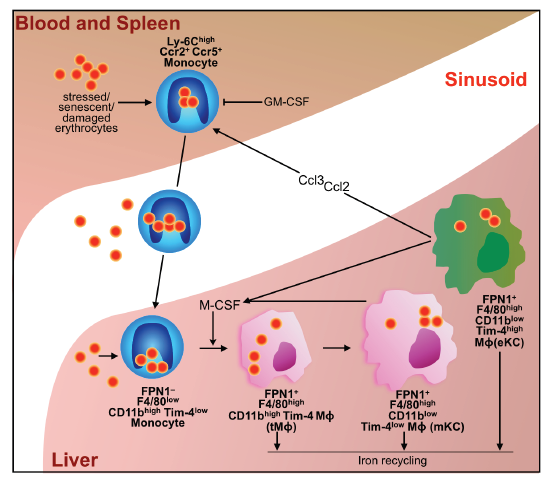 Blood and Spleen
Ly-6Chigh
Ccr2+ Ccr5+
Monocyte
Sinusoid
stressed/
senescent/
damaged
erythrocytes
GM-CSF
Ccl3
Ccl2
M-CSF
FPN1+
F4/80high
CD11blow
Tim-4high
MΦ(eKC)
FPN1–
F4/80low
CD11bhigh Tim-4low
Monocyte
FPN1+
F4/80high
CD11bhigh Tim-4 MΦ
(tMΦ)
FPN1+
F4/80high
CD11blow
Tim-4low MΦ (mKC)
Liver
Iron recycling